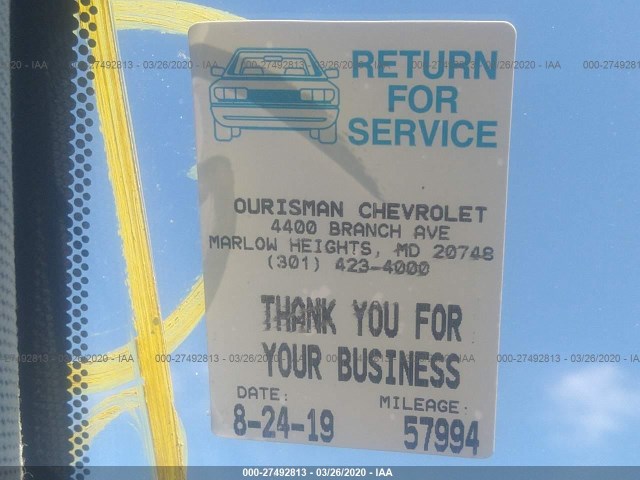 RETURN
FOR
SERVICE
OURISMAN CHEVROLET
4400 BRANCH AVE
MARLOW HEIGHTS, MD 20748
(301) 423-4000
THANK YOU FOR
YOUR BUSINESS
DATE: MILEAGE:
8-24-19 57994
000-27492813 - 03/26/2020 - IAA